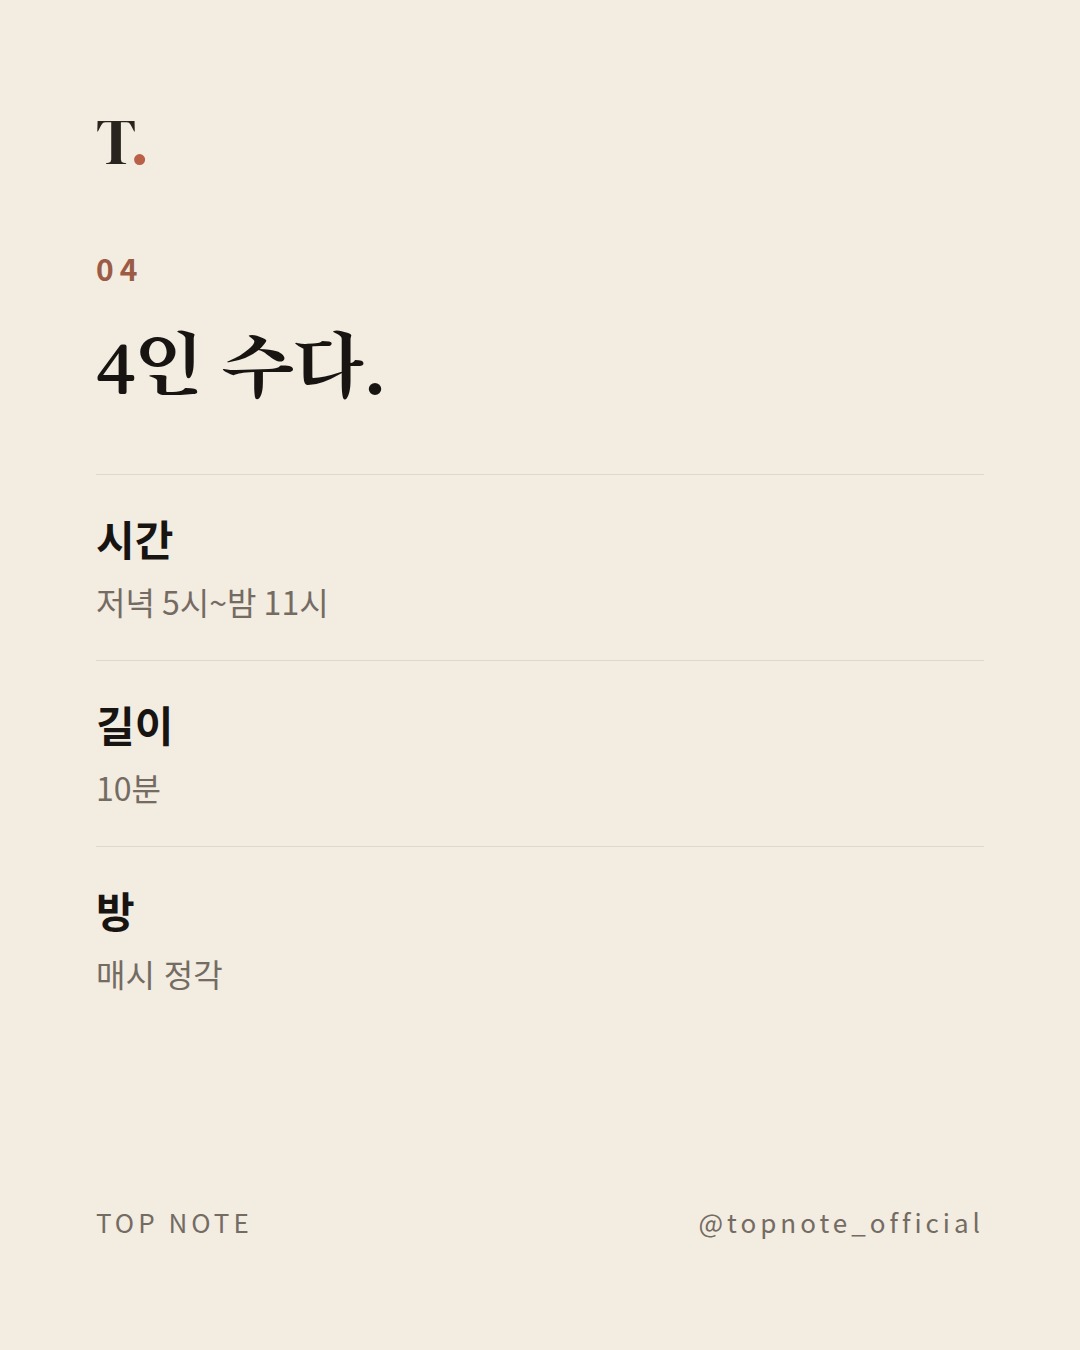 T.
04
4인 수다.
시간
저녁 5시~밤 11시
길이
10분
방
매시 정각
TOP NOTE
@topnote_official